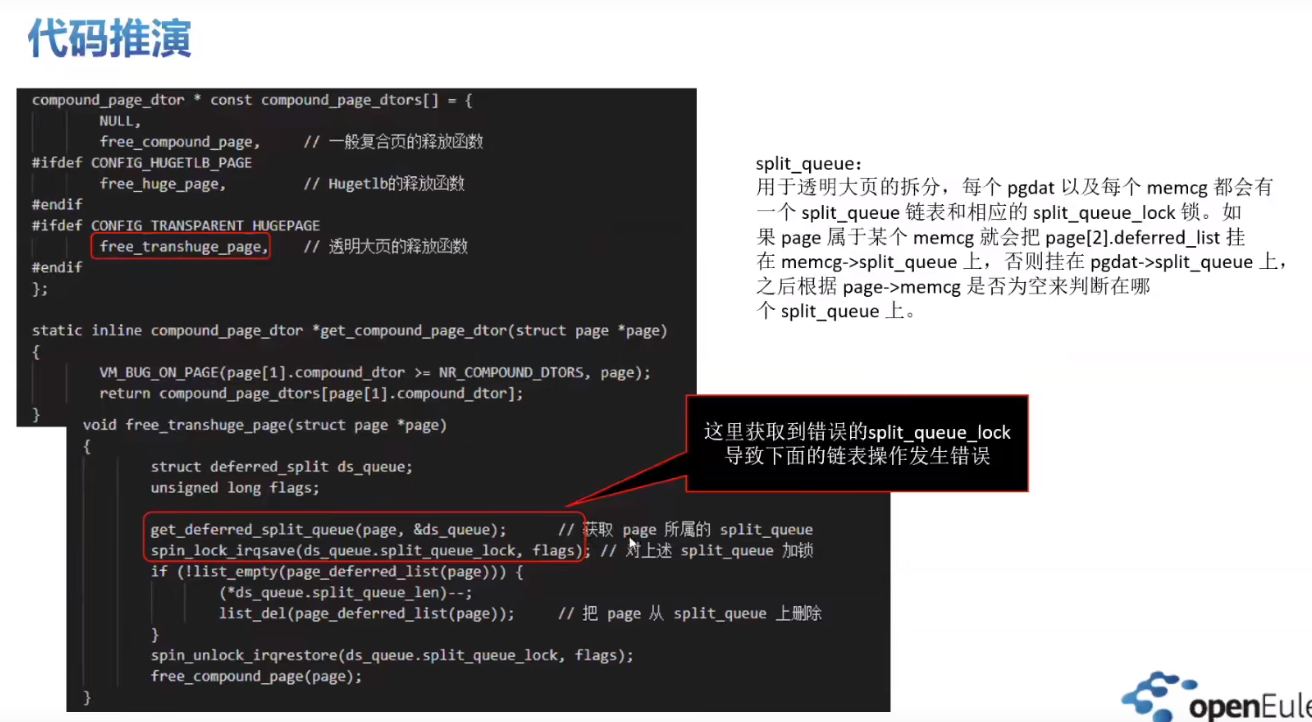 代码推演
compound_page_dtor * const compound_page_dtors[] = {
NULL,
free_compound_page, // 一般复合页的释放函数
#ifdef CONFIG_HUGETLB_PAGE
free_huge_page, // Hugetlb的释放函数
#endif
#ifdef CONFIG_TRANSPARENT_HUGEPAGE
free_transhuge_page, // 透明大页的释放函数
#endif
};
static inline compound_page_dtor *get_compound_page_dtor(struct page *page)
{
VM_BUG_ON_PAGE(page[1].compound_dtor >= NR_COMPOUND_DTORS, page);
return compound_page_dtors[page[1].compound_dtor];
}
void free_transhuge_page(struct page *page)
{
struct deferred_split ds_queue;
unsigned long flags;
get_deferred_split_queue(page, &ds_queue); // 获取 page 所属的 split_queue
spin_lock_irqsave(ds_queue.split_queue_lock, flags); // 对上述 split_queue 加锁
if (!list_empty(page_deferred_list(page))) {
(*ds_queue.split_queue_len)--;
list_del(page_deferred_list(page)); // 把 page 从 split_queue 上删除
}
spin_unlock_irqrestore(ds_queue.split_queue_lock, flags);
free_compound_page(page);
}
split_queue：
用于透明大页的拆分，每个 pgdat 以及每个 memcg 都会有
一个 split_queue 链表和相应的 split_queue_lock 锁。如
果 page 属于某个 memcg 就会把 page[2].deferred_list 挂
在 memcg->split_queue 上，否则挂在 pgdat->split_queue 上，
之后根据 page->memcg 是否为空来判断在哪
个 split_queue 上。
这里获取到错误的split_queue_lock
导致下面的链表操作发生错误
openEule